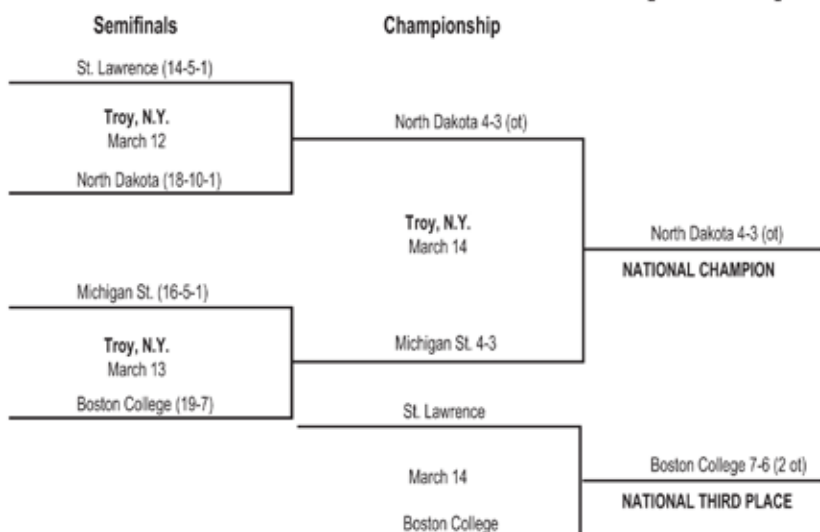 Semifinals
Championship
St. Lawrence (14-5-1)
Troy, N.Y.
March 12
North Dakota (18-10-1)
North Dakota 4-3 (ot)
Troy, N.Y.
March 14
North Dakota 4-3 (ot)
NATIONAL CHAMPION
Michigan St. (16-5-1)
Troy, N.Y.
March 13
Boston College (19-7)
Michigan St. 4-3
St. Lawrence
March 14
Boston College
Boston College 7-6 (2 ot)
NATIONAL THIRD PLACE